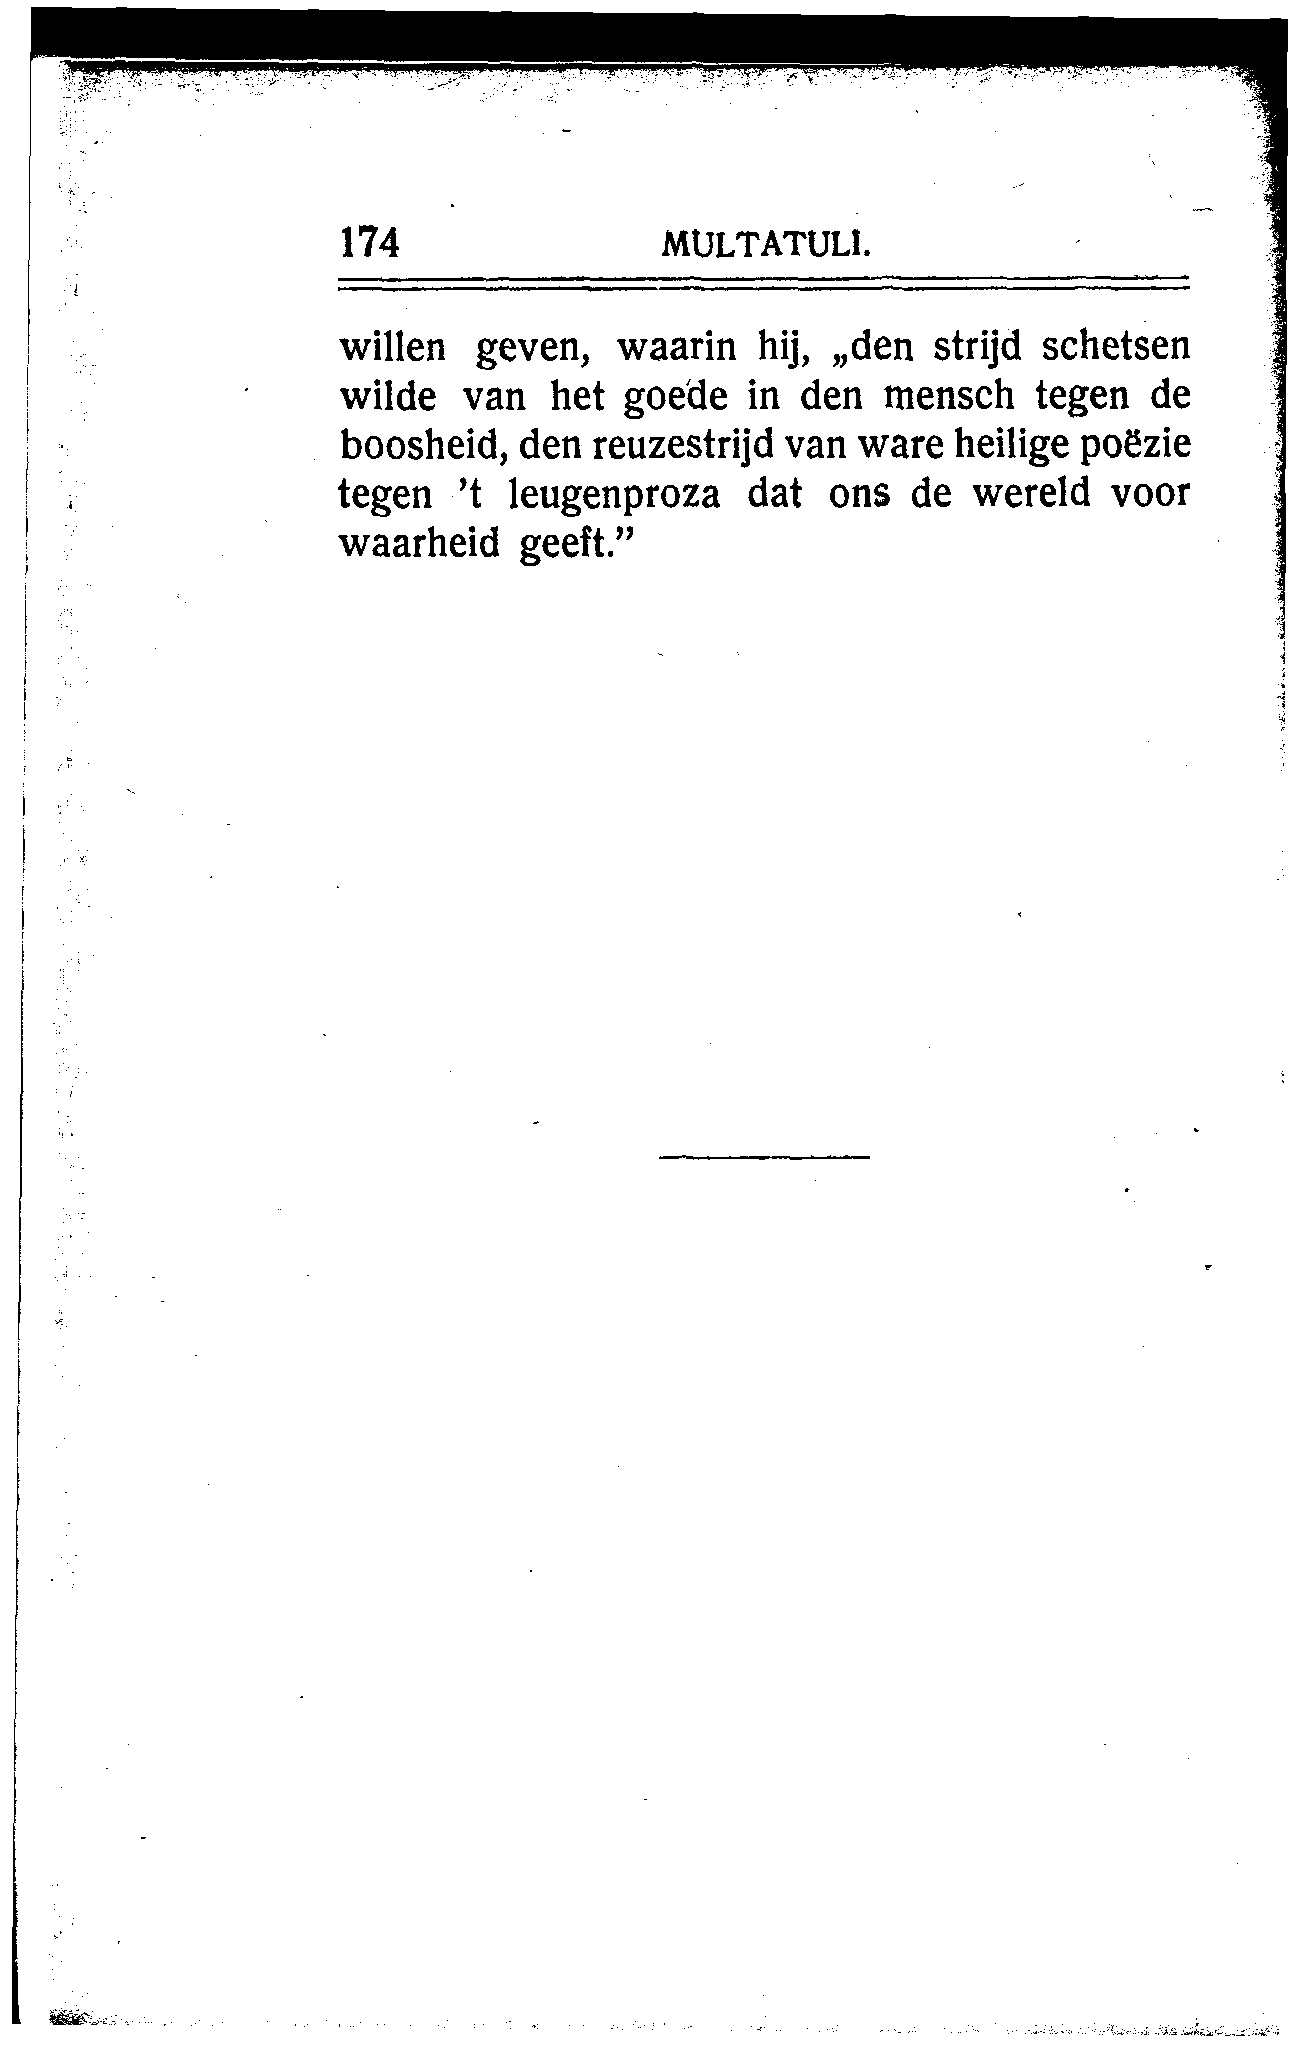 174 MULTATULI.
willen geven, waarin hij, „den strijd schetsen
wilde van het goede in den mensch tegen de
boosheid, den reuzestrijd van ware heilige poëzie
tegen ’t leugenproza dat ons de wereld voor
waarheid geeft.”